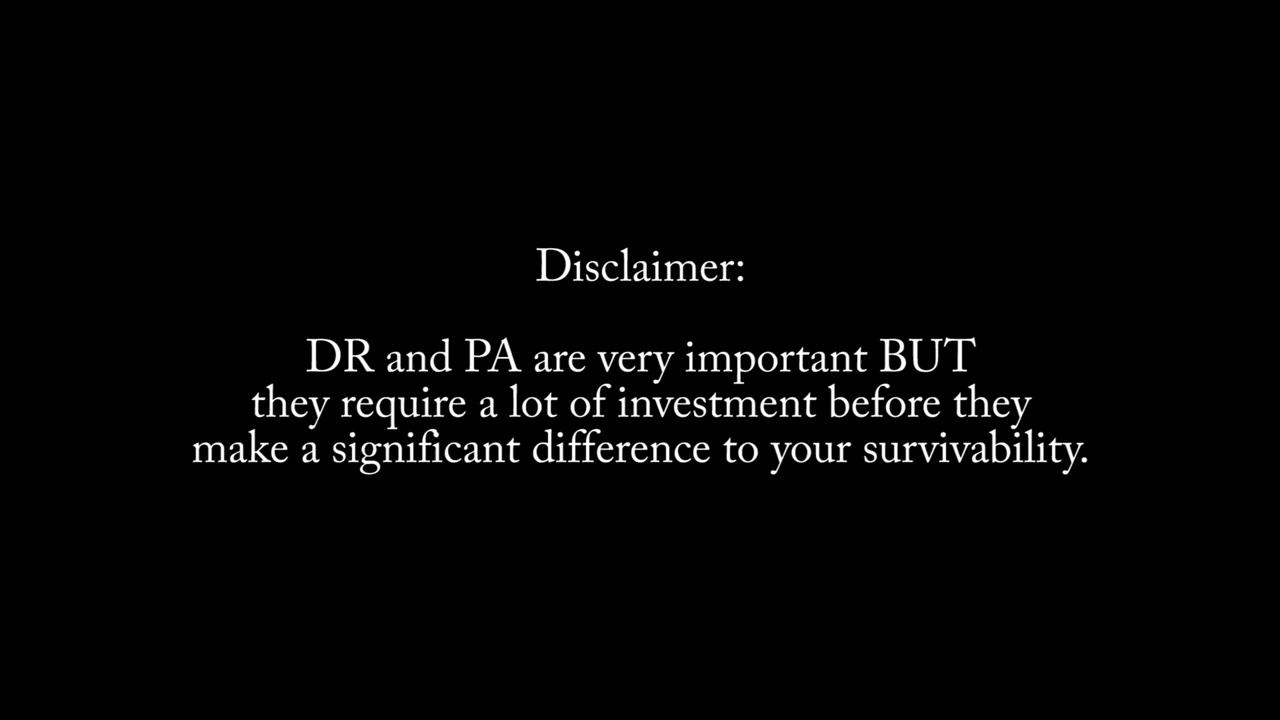 Disclaimer:
DR and PA are very important BUT
they require a lot of investment before they
make a significant difference to your survivability.